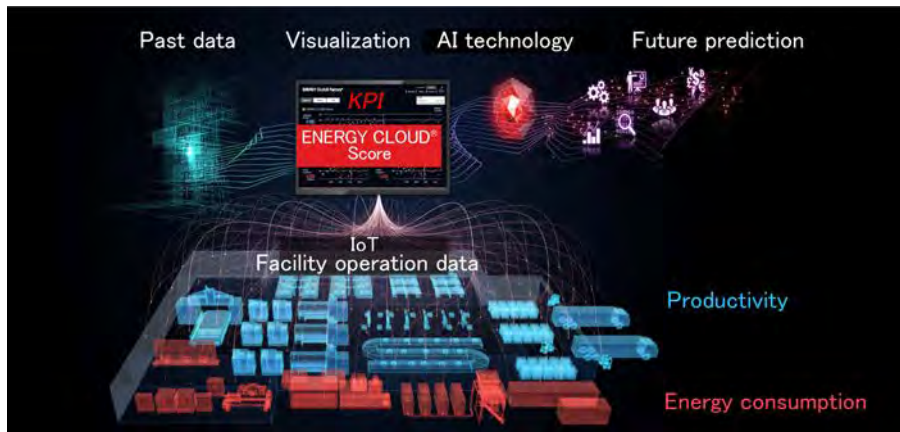 Past data
Visualization
AI technology
Future prediction
KPI
ENERGY CLOUD®
Score
IoT
Facility operation data
Productivity
Energy consumption